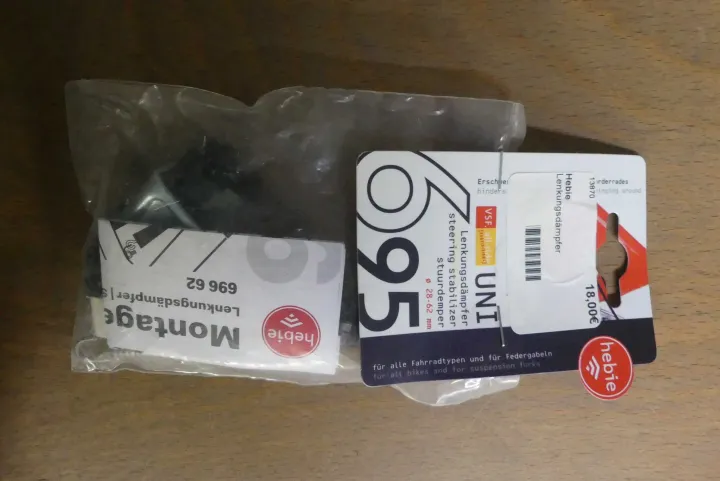 Montage
Lenkungsdämpfer | S
696 62
hebie
695
UNI
Lenkungsdämpfer
steering stabilizer
stuurdemper
ø 28-62 mm
VSF
für alle Fahrradtypen und für Federgabeln
for all bikes and for suspension forks
hebie
Hebie
Lenkungsdämpfer
13870
18,00€